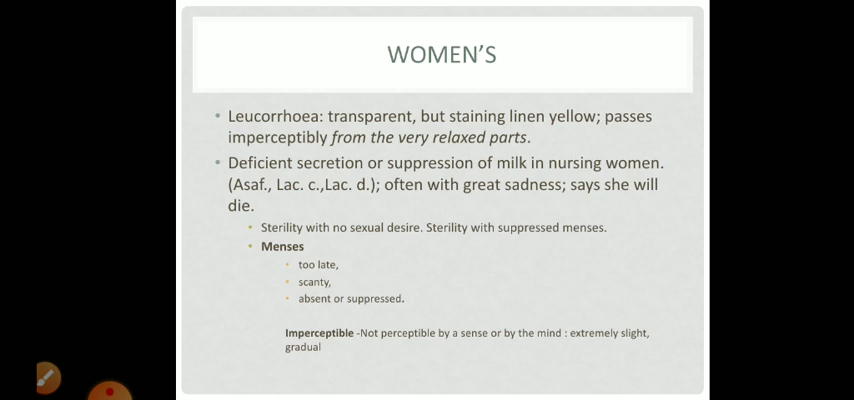 WOMEN'S
• Leucorrhoea: transparent, but staining linen yellow; passes
imperceptibly from the very relaxed parts.
• Deficient secretion or suppression of milk in nursing women.
(Asaf., Lac. c.,Lac. d.); often with great sadness; says she will
die.
• Sterility with no sexual desire. Sterility with suppressed menses.
• Menses
• too late,
• scanty,
• absent or suppressed.
Imperceptible -Not perceptible by a sense or by the mind : extremely slight,
gradual